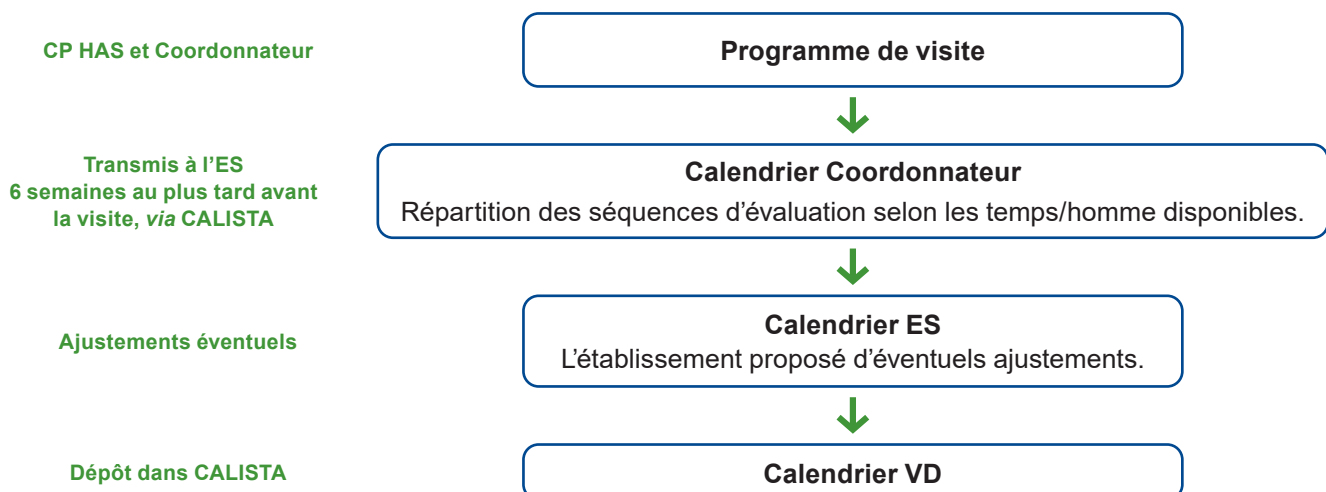 CP HAS et Coordonnateur
Programme de visite
Transmis à l’ES
6 semaines au plus tard avant
la visite, via CALISTA
Calendrier Coordonnateur
Répartition des séquences d’évaluation selon les temps/homme disponibles.
Ajustements éventuels
Calendrier ES
L’établissement proposé d’éventuels ajustements.
Dépôt dans CALISTA
Calendrier VD